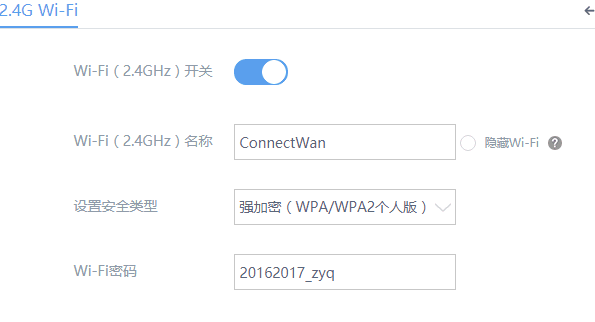 2.4G Wi-Fi
Wi-Fi（2.4GHz）开关
Wi-Fi（2.4GHz）名称 ConnectWan 隐藏Wi-Fi ?
设置安全类型 强加密（WPA/WPA2个人版）
Wi-Fi密码 20162017_zyq